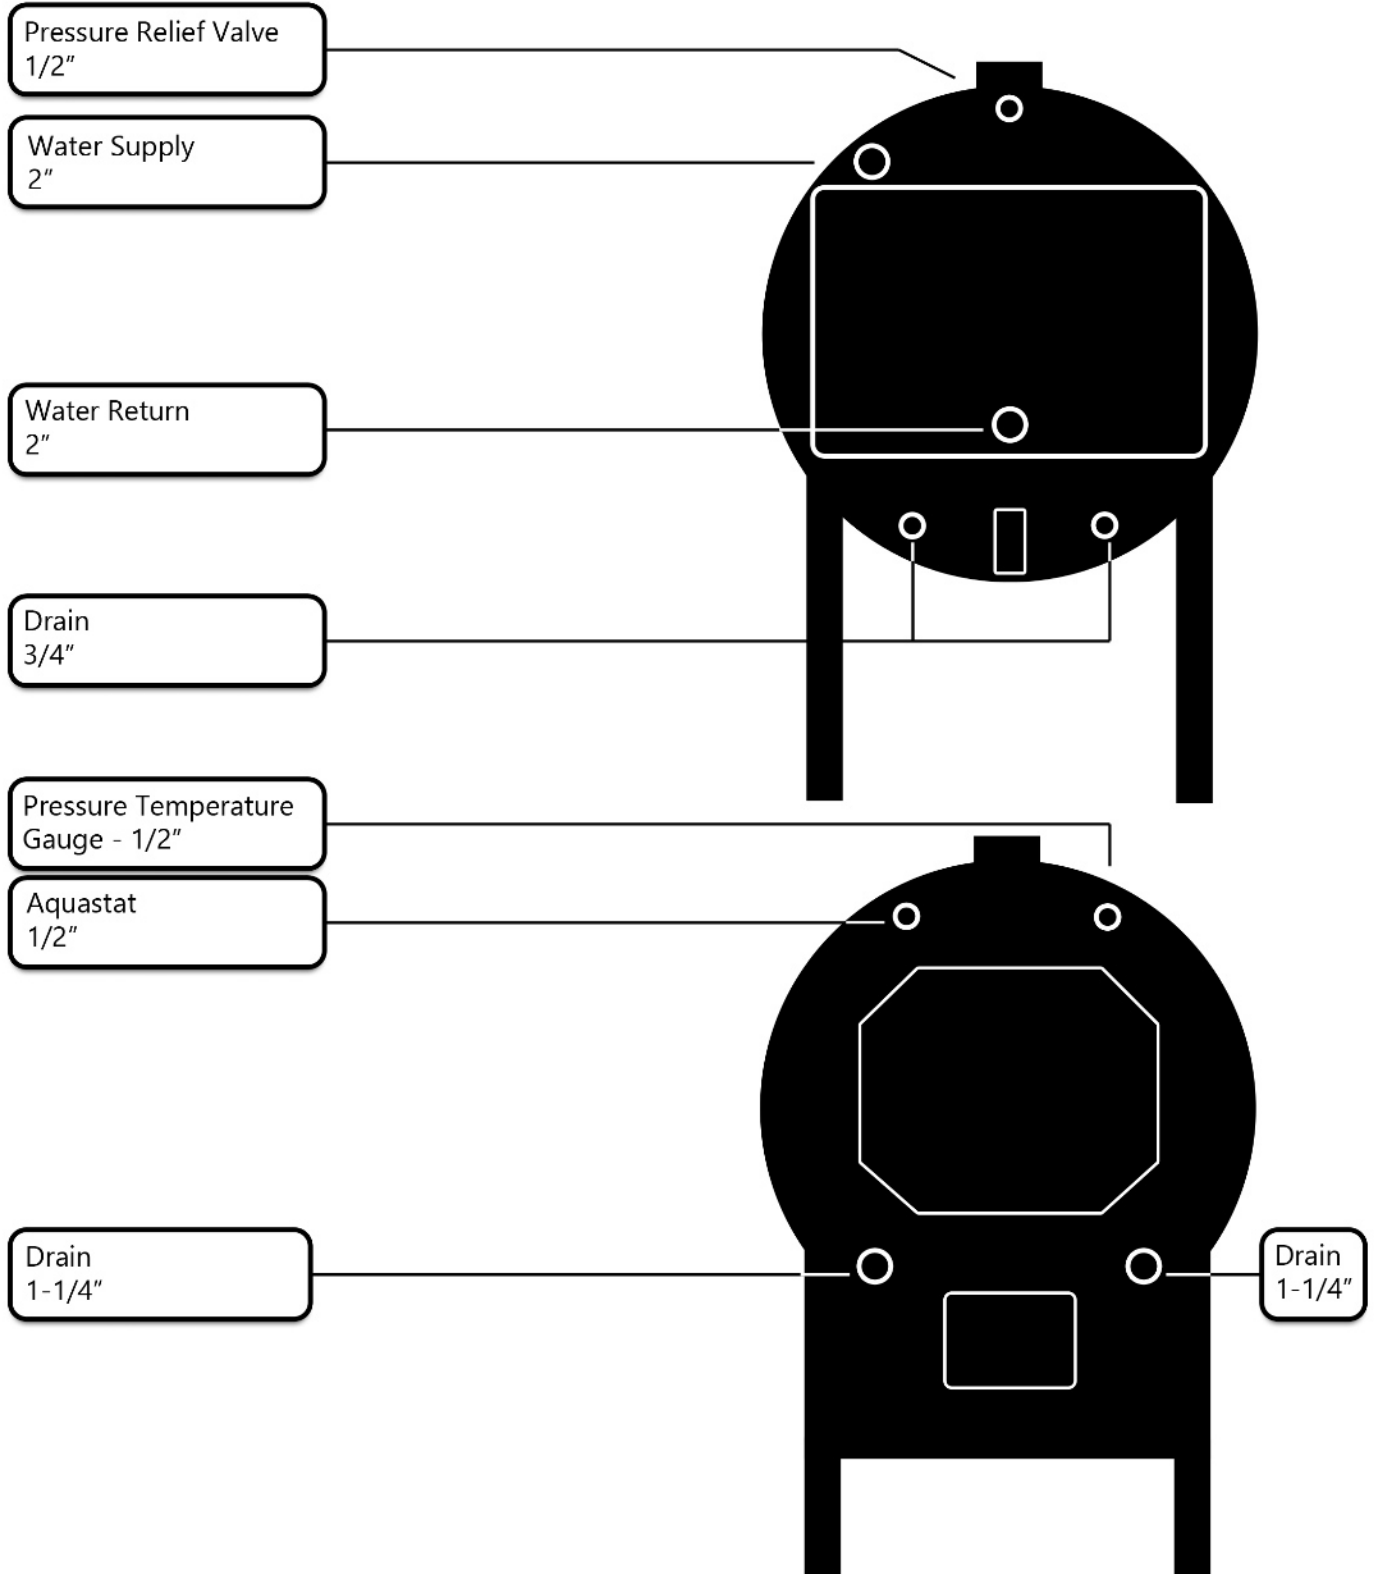 Pressure Relief Valve
1/2”
Water Supply
2”
Water Return
2”
Drain
3/4”
Pressure Temperature
Gauge - 1/2”
Aquastat
1/2”
Drain
1-1/4”
Drain
1-1/4”